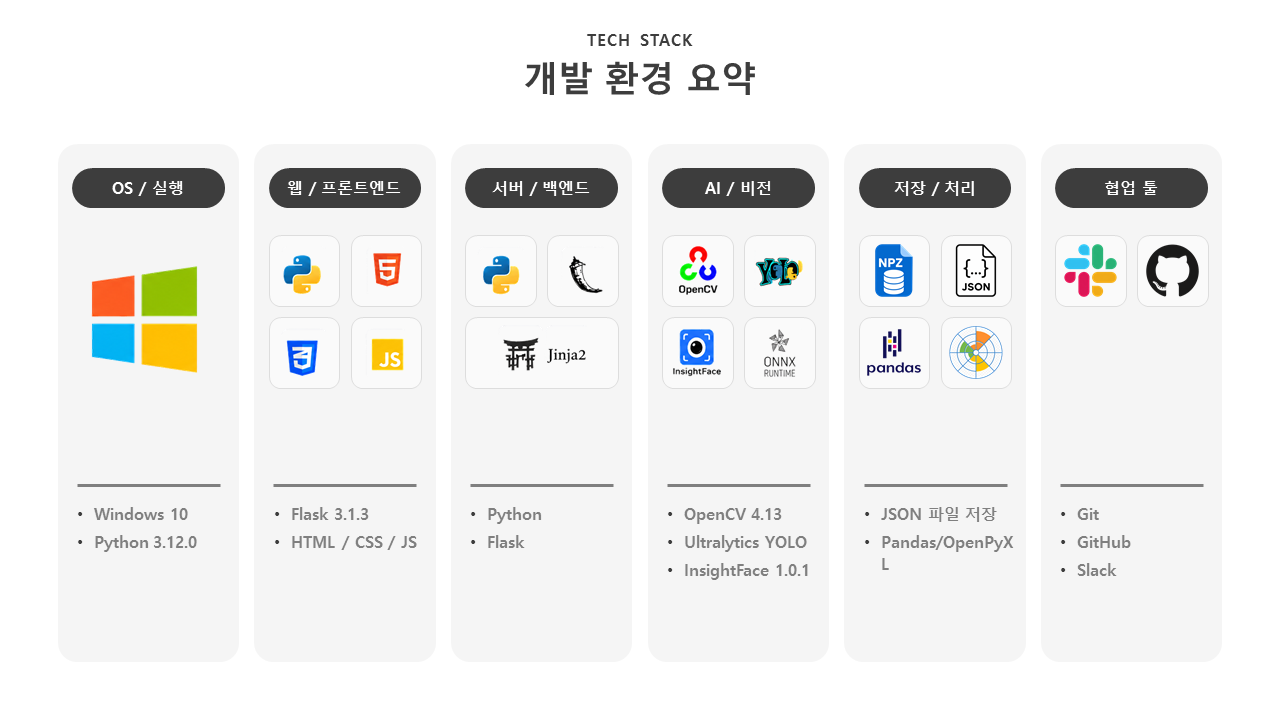 TECH STACK
개발 환경 요약
OS / 실행
웹 / 프론트엔드
서버 / 백엔드
AI / 비전
저장 / 처리
협업 툴
5
3
JS
Jinja2
OpenCV
YOLO
InsightFace
ONNX
RUNTIME
NPZ
{...}
JSON
pandas
• Windows 10
• Python 3.12.0
• Flask 3.1.3
• HTML / CSS / JS
• Python
• Flask
• OpenCV 4.13
• Ultralytics YOLO
• InsightFace 1.0.1
• JSON 파일 저장
• Pandas/OpenPyX
L
• Git
• GitHub
• Slack